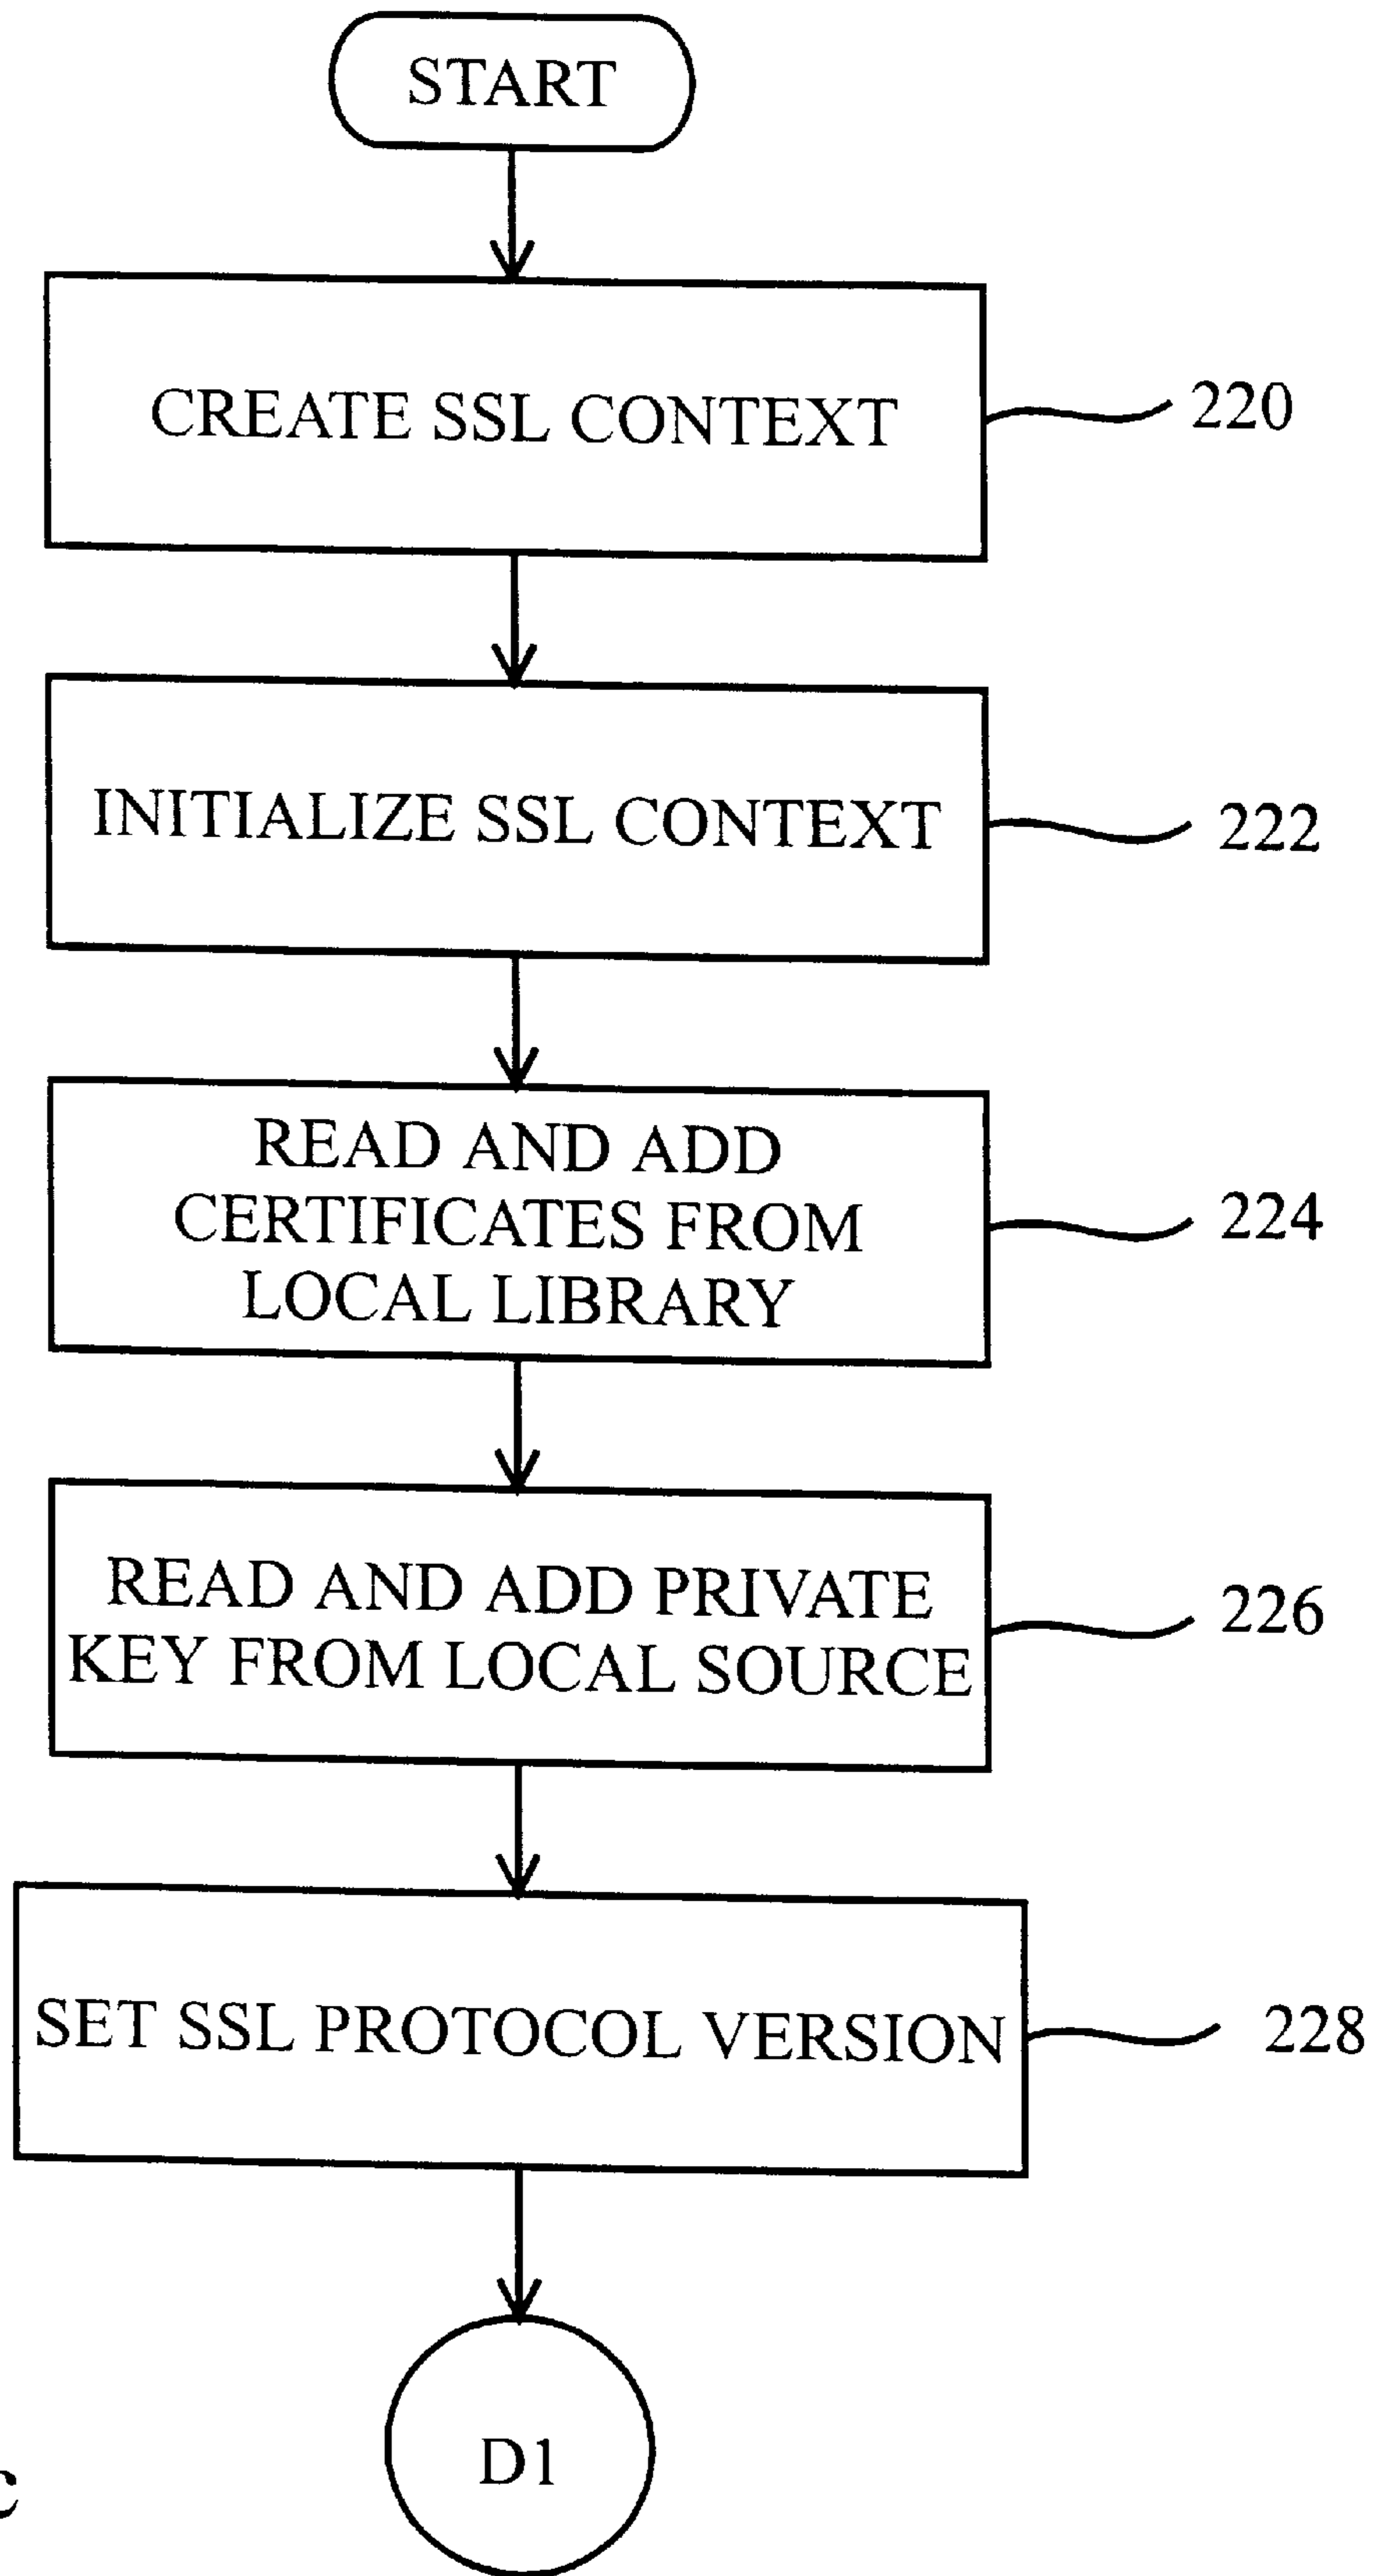 START
CREATE SSL CONTEXT
220
INITIALIZE SSL CONTEXT
222
READ AND ADD
CERTIFICATES FROM
LOCAL LIBRARY
224
READ AND ADD PRIVATE
KEY FROM LOCAL SOURCE
226
SET SSL PROTOCOL VERSION
228
D1